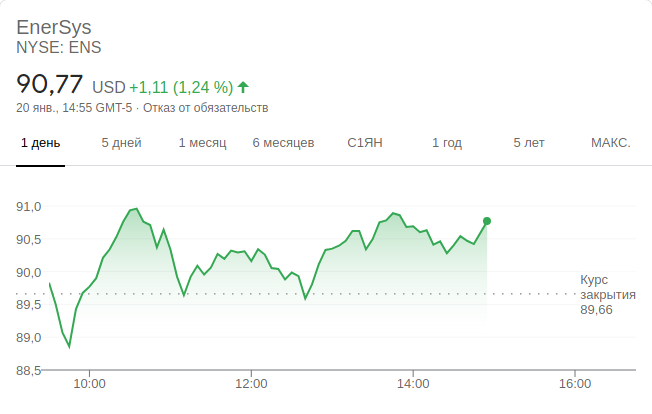 EnerSys
NYSE: ENS
90,77 USD +1,11 (1,24 %)
20 янв., 14:55 GMT-5 · Отказ от обязательств
1 день 5 дней 1 месяц 6 месяцев С1ЯН 1 год 5 лет МАКС.
91,0
90,5
90,0
89,5
89,0
88,5
Курс
закрытия
89,66
10:00 12:00 14:00 16:00